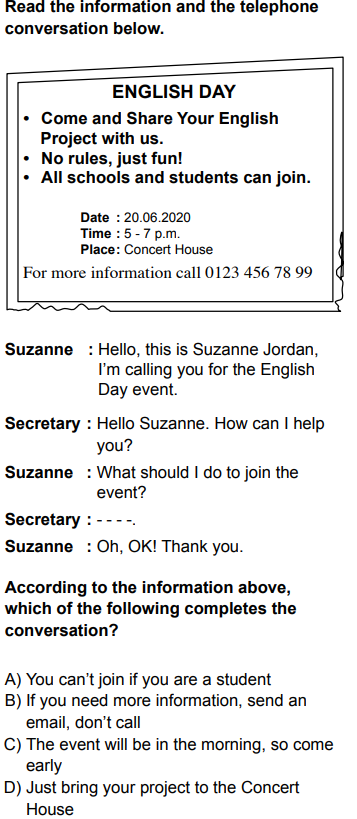 Read the information and the telephone
conversation below.
ENGLISH DAY
• Come and Share Your English
Project with us.
• No rules, just fun!
• All schools and students can join.
Date : 20.06.2020
Time : 5 - 7 p.m.
Place: Concert House
For more information call 0123 456 78 99
Suzanne : Hello, this is Suzanne Jordan,
I’m calling you for the English
Day event.
Secretary : Hello Suzanne. How can I help
you?
Suzanne : What should I do to join the
event?
Secretary : - - - -.
Suzanne : Oh, OK! Thank you.
According to the information above,
which of the following completes the
conversation?
A) You can’t join if you are a student
B) If you need more information, send an
email, don’t call
C) The event will be in the morning, so come
early
D) Just bring your project to the Concert
House